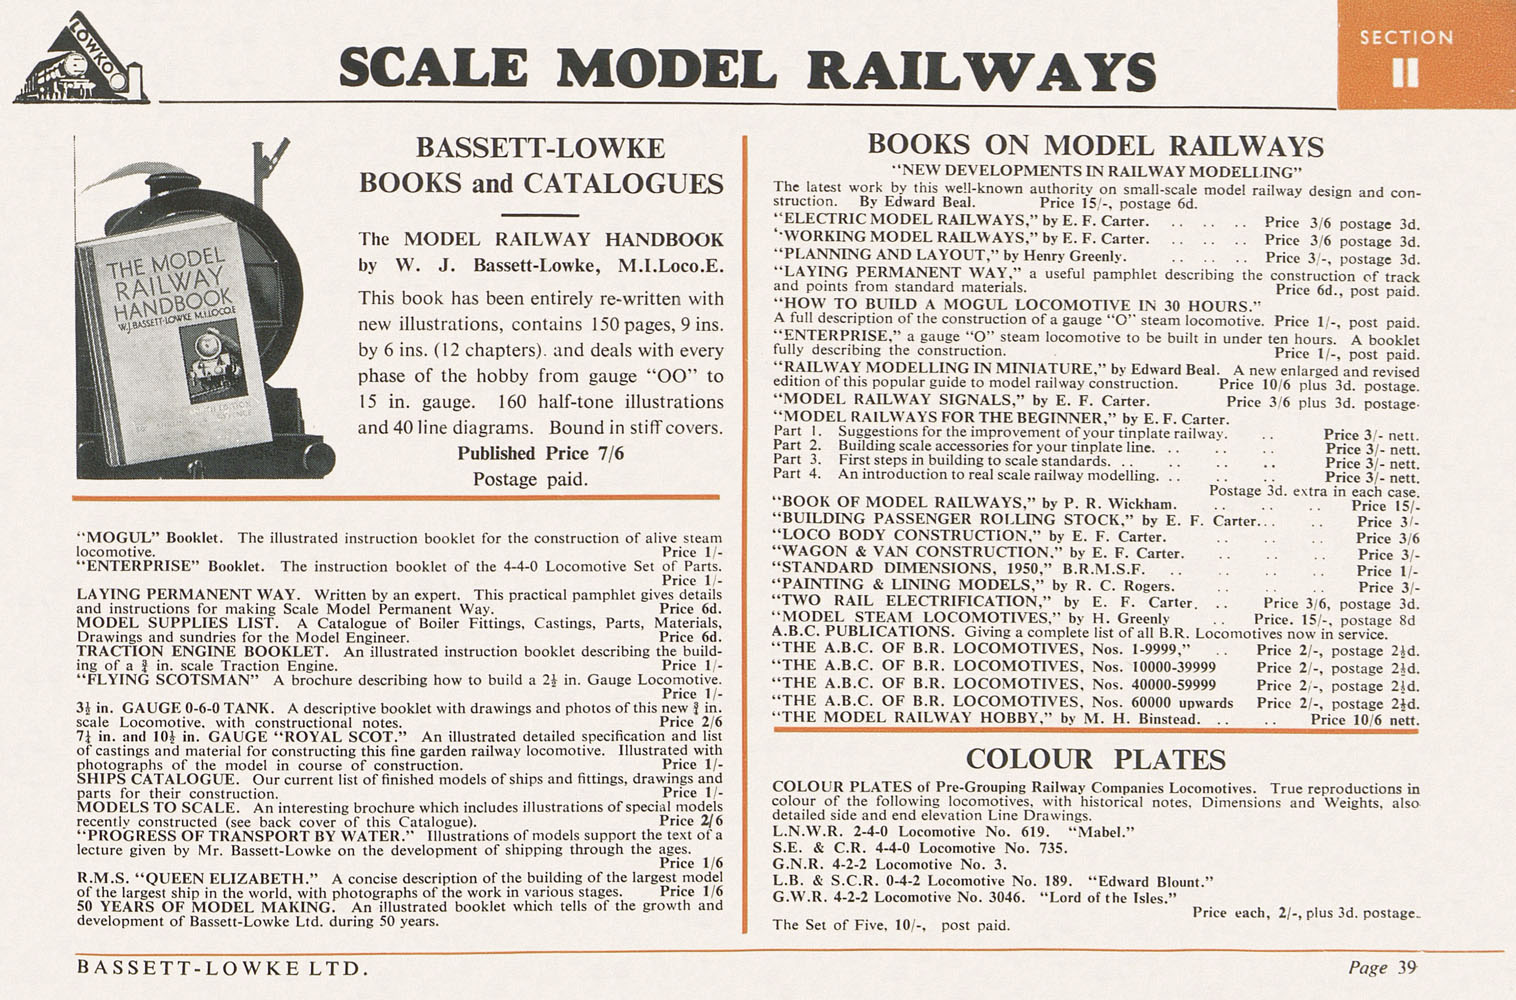 LOWKO
SCALE MODEL RAILWAYS
SECTION
II
BASSETT-LOWKE
BOOKS and CATALOGUES
THE MODEL
RAILWAY
HANDBOOK
W.J.BASSETT-LOWKE M.I.LOCO.E
The MODEL RAILWAY HANDBOOK
by W. J. Bassett-Lowke, M.I.Loco.E.
This book has been entirely re-written with
new illustrations, contains 150 pages, 9 ins.
by 6 ins. (12 chapters). and deals with every
phase of the hobby from gauge “OO” to
15 in. gauge. 160 half-tone illustrations
and 40 line diagrams. Bound in stiff covers.
Published Price 7/6
Postage paid.
“MOGUL” Booklet. The illustrated instruction booklet for the construction of alive steam
locomotive. Price 1/-
“ENTERPRISE” Booklet. The instruction booklet of the 4-4-0 Locomotive Set of Parts.
Price 1/-
LAYING PERMANENT WAY. Written by an expert. This practical pamphlet gives details
and instructions for making Scale Model Permanent Way. Price 6d.
MODEL SUPPLIES LIST. A Catalogue of Boiler Fittings, Castings, Parts, Materials,
Drawings and sundries for the Model Engineer. Price 6d.
TRACTION ENGINE BOOKLET. An illustrated instruction booklet describing the build-
ing of a ¾ in. scale Traction Engine. Price 1/-
“FLYING SCOTSMAN” A brochure describing how to build a 2½ in. Gauge Locomotive.
Price 1/-
3½ in. GAUGE 0-6-0 TANK. A descriptive booklet with drawings and photos of this new ¾ in.
scale Locomotive, with constructional notes. Price 2/6
7¼ in. and 10½ in. GAUGE “ROYAL SCOT.” An illustrated detailed specification and list
of castings and material for constructing this fine garden railway locomotive. Illustrated with
photographs of the model in course of construction. Price 1/-
SHIPS CATALOGUE. Our current list of finished models of ships and fittings, drawings and
parts for their construction. Price 1/-
MODELS TO SCALE. An interesting brochure which includes illustrations of special models
recently constructed (see back cover of this Catalogue). Price 2/6
“PROGRESS OF TRANSPORT BY WATER.” Illustrations of models support the text of a
lecture given by Mr. Bassett-Lowke on the development of shipping through the ages.
Price 1/6
R.M.S. “QUEEN ELIZABETH.” A concise description of the building of the largest model
of the largest ship in the world, with photographs of the work in various stages. Price 1/6
50 YEARS OF MODEL MAKING. An illustrated booklet which tells of the growth and
development of Bassett-Lowke Ltd. during 50 years.
BOOKS ON MODEL RAILWAYS
“NEW DEVELOPMENTS IN RAILWAY MODELLING”
The latest work by this well-known authority on small-scale model railway design and con-
struction. By Edward Beal. Price 15/-, postage 6d.
“ELECTRIC MODEL RAILWAYS,” by E. F. Carter. .. .. .. Price 3/6 postage 3d.
“WORKING MODEL RAILWAYS,” by E. F. Carter. .. .. .. Price 3/6 postage 3d.
“PLANNING AND LAYOUT,” by Henry Greenly. .. .. .. Price 3/-, postage 3d.
“LAYING PERMANENT WAY,” a useful pamphlet describing the construction of track
and points from standard materials. Price 6d., post paid.
“HOW TO BUILD A MOGUL LOCOMOTIVE IN 30 HOURS.”
A full description of the construction of a gauge “O” steam locomotive. Price 1/-, post paid.
“ENTERPRISE,” a gauge “O” steam locomotive to be built in under ten hours. A booklet
fully describing the construction. Price 1/-, post paid.
“RAILWAY MODELLING IN MINIATURE,” by Edward Beal. A new enlarged and revised
edition of this popular guide to model railway construction. Price 10/6 plus 3d. postage.
“MODEL RAILWAY SIGNALS,” by E. F. Carter. Price 3/6 plus 3d. postage.
“MODEL RAILWAYS FOR THE BEGINNER,” by E. F. Carter.
Part 1. Suggestions for the improvement of your tinplate railway. .. Price 3/- nett.
Part 2. Building scale accessories for your tinplate line. .. .. .. Price 3/- nett.
Part 3. First steps in building to scale standards. .. .. .. Price 3/- nett.
Part 4. An introduction to real scale railway modelling. .. .. .. Price 3/- nett.
Postage 3d. extra in each case.
“BOOK OF MODEL RAILWAYS,” by P. R. Wickham. .. .. Price 15/-
“BUILDING PASSENGER ROLLING STOCK,” by E. F. Carter... .. Price 3/-
“LOCO BODY CONSTRUCTION,” by E. F. Carter. .. .. .. Price 3/6
“WAGON & VAN CONSTRUCTION,” by E. F. Carter. .. .. .. Price 3/-
“STANDARD DIMENSIONS, 1950,” B.R.M.S.F. .. .. .. .. Price 1/-
“PAINTING & LINING MODELS,” by R. C. Rogers. .. .. .. Price 3/-
“TWO RAIL ELECTRIFICATION,” by E. F. Carter. .. Price 3/6, postage 3d.
“MODEL STEAM LOCOMOTIVES,” by H. Greenly .. Price. 15/-, postage 8d
A.B.C. PUBLICATIONS. Giving a complete list of all B.R. Locomotives now in service.
“THE A.B.C. OF B.R. LOCOMOTIVES, Nos. 1-9999,” .. Price 2/-, postage 2½d.
“THE A.B.C. OF B.R. LOCOMOTIVES, Nos. 10000-39999 Price 2/-, postage 2½d.
“THE A.B.C. OF B.R. LOCOMOTIVES, Nos. 40000-59999 Price 2/-, postage 2½d.
“THE A.B.C. OF B.R. LOCOMOTIVES, Nos. 60000 upwards Price 2/-, postage 2½d.
“THE MODEL RAILWAY HOBBY,” by M. H. Binstead. .. .. Price 10/6 nett.
COLOUR PLATES
COLOUR PLATES of Pre-Grouping Railway Companies Locomotives. True reproductions in
colour of the following locomotives, with historical notes, Dimensions and Weights, also
detailed side and end elevation Line Drawings.
L.N.W.R. 2-4-0 Locomotive No. 619. “Mabel.”
S.E. & C.R. 4-4-0 Locomotive No. 735.
G.N.R. 4-2-2 Locomotive No. 3.
L.B. & S.C.R. 0-4-2 Locomotive No. 189. “Edward Blount.”
G.W.R. 4-2-2 Locomotive No. 3046. “Lord of the Isles.”
Price each, 2/-, plus 3d. postage.
The Set of Five, 10/-, post paid.
BASSETT-LOWKE LTD.
Page 39